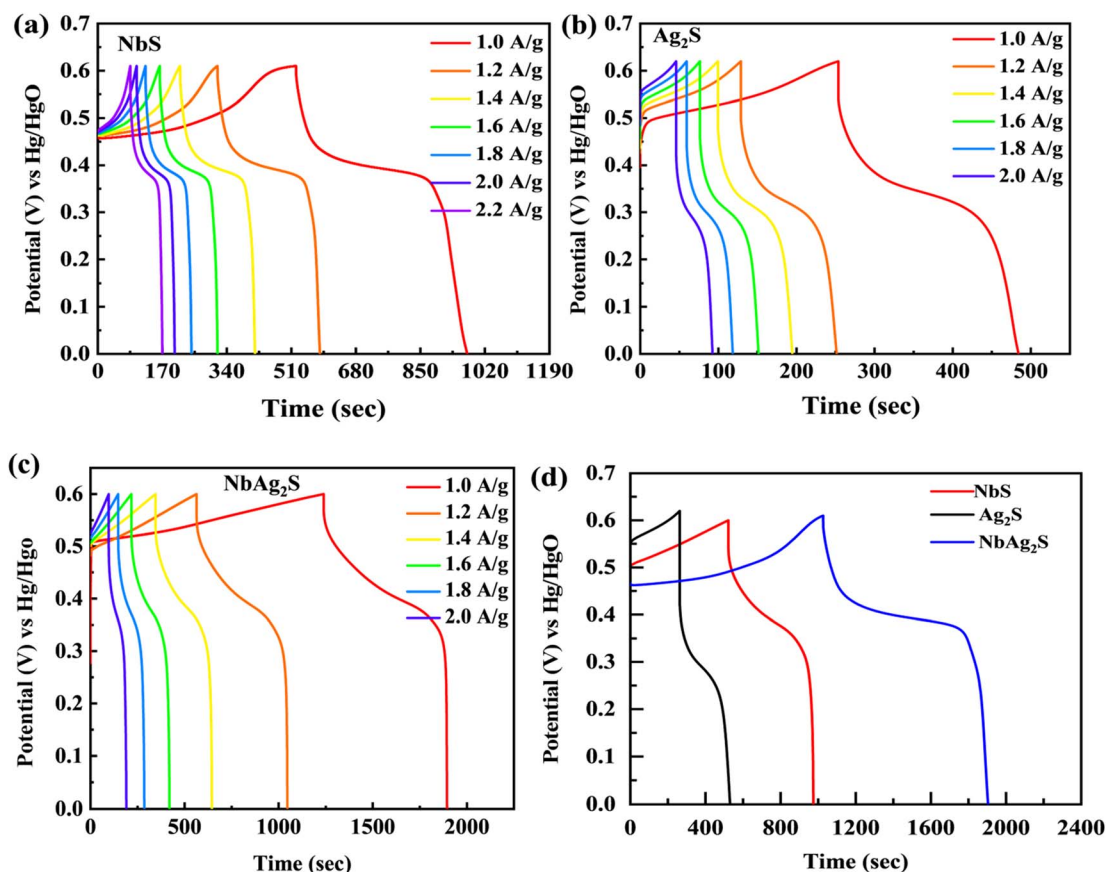 (a)
NbS
1.0 A/g
1.2 A/g
1.4 A/g
1.6 A/g
1.8 A/g
2.0 A/g
2.2 A/g
Potential (V) vs Hg/HgO
0.7
0.6
0.5
0.4
0.3
0.2
0.1
0.0
0 170 340 510 680 850 1020 1190
Time (sec)
(b)
Ag₂S
1.0 A/g
1.2 A/g
1.4 A/g
1.6 A/g
1.8 A/g
2.0 A/g
Potential (V) vs Hg/HgO
0.7
0.6
0.5
0.4
0.3
0.2
0.1
0.0
0 100 200 300 400 500
Time (sec)
(c)
NbAg₂S
1.0 A/g
1.2 A/g
1.4 A/g
1.6 A/g
1.8 A/g
2.0 A/g
Potential (V) vs Hg/Hgo
0.6
0.5
0.4
0.3
0.2
0.1
0.0
0 500 1000 1500 2000
Time (sec)
(d)
NbS
Ag₂S
NbAg₂S
Potential (V) vs Hg/HgO
0.7
0.6
0.5
0.4
0.3
0.2
0.1
0.0
0 400 800 1200 1600 2000 2400
Time (sec)